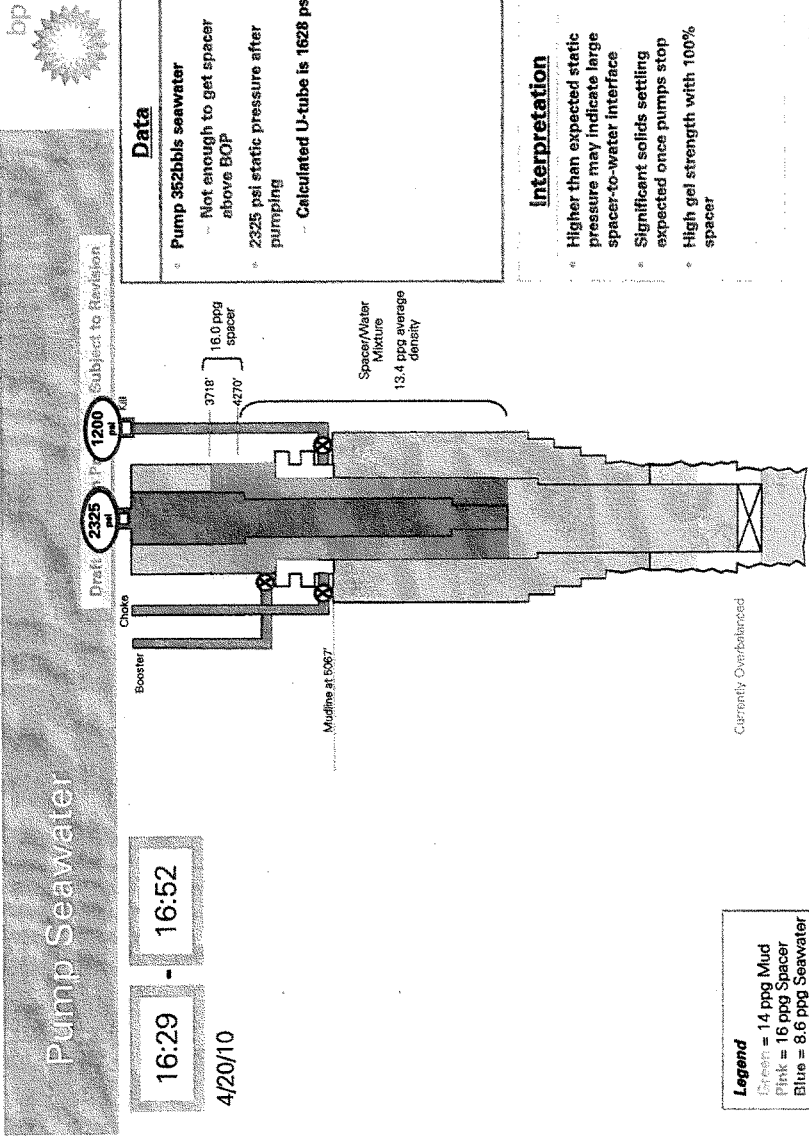 Pump Seawater
bp
Draft
Subject to Revision
16:29 - 16:52
4/20/10
2325
psi
1200
psi
Kill
Choke
Booster
3718'
4270'
16.0 ppg
spacer
Spacer/Water
Mixture
13.4 ppg average
density
Mudline at 5067'
Currently Overbalanced
Data
• Pump 352bbls seawater
– Not enough to get spacer
above BOP
• 2325 psi static pressure after
pumping
– Calculated U-tube is 1628 ps
Interpretation
• Higher than expected static
pressure may indicate large
spacer-to-water interface
• Significant solids settling
expected once pumps stop
• High gel strength with 100%
spacer
Legend
Green = 14 ppg Mud
Pink = 16 ppg Spacer
Blue = 8.6 ppg Seawater